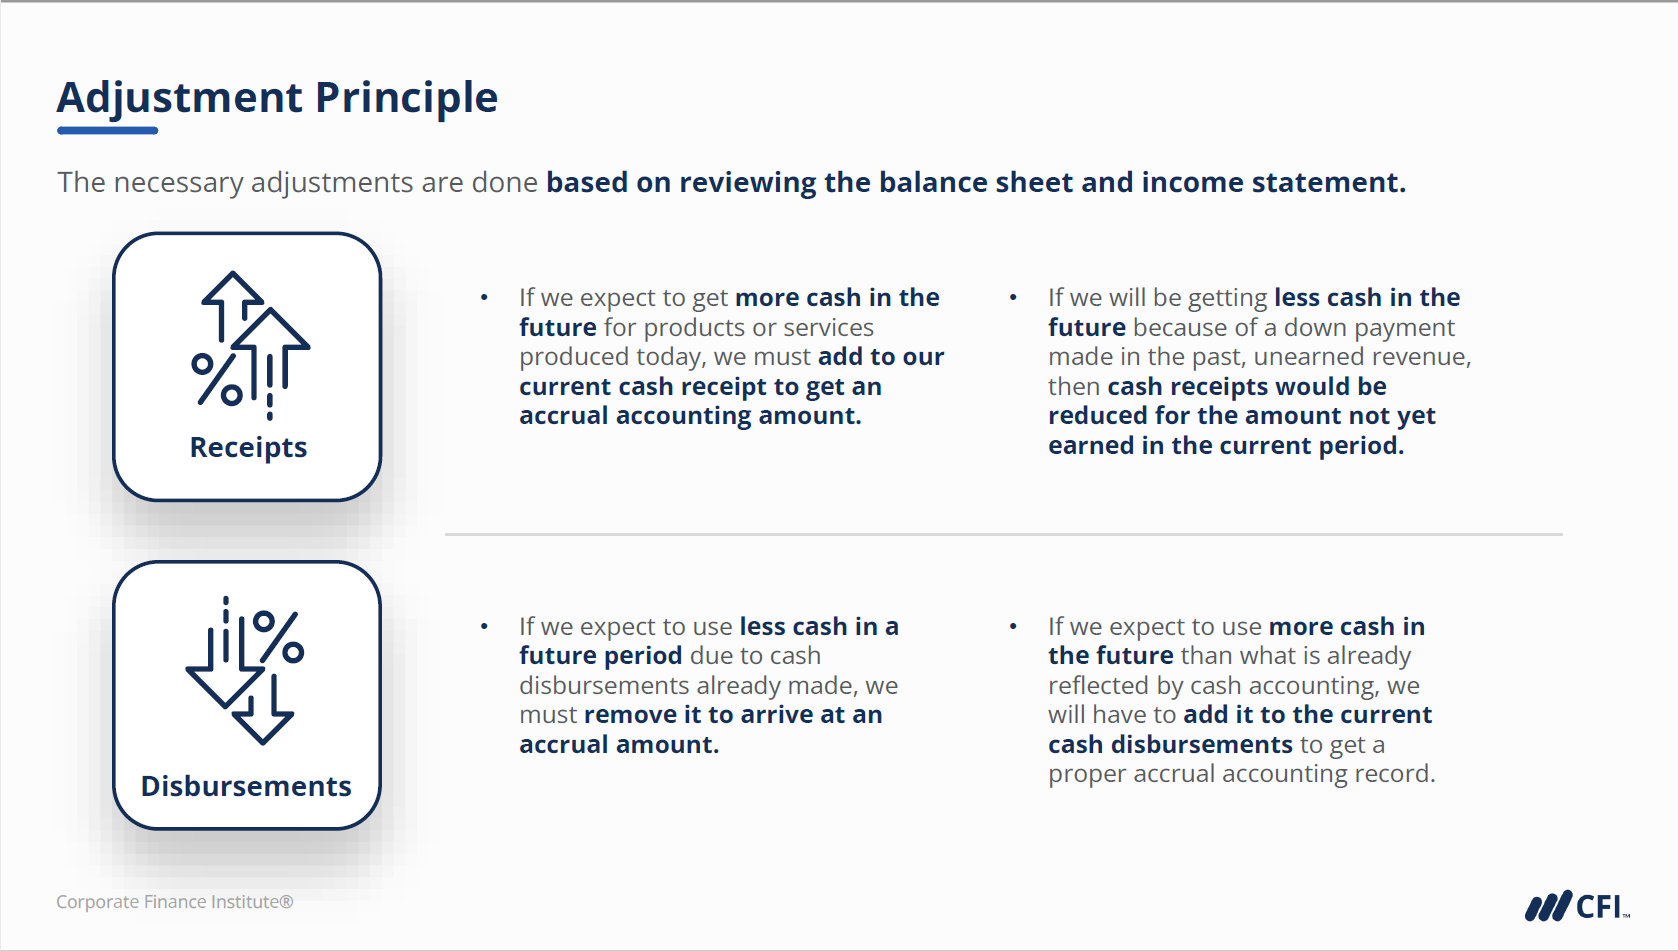 Adjustment Principle
The necessary adjustments are done based on reviewing the balance sheet and income statement.
Receipts
• If we expect to get more cash in the
future for products or services
produced today, we must add to our
current cash receipt to get an
accrual accounting amount.
• If we will be getting less cash in the
future because of a down payment
made in the past, unearned revenue,
then cash receipts would be
reduced for the amount not yet
earned in the current period.
Disbursements
• If we expect to use less cash in a
future period due to cash
disbursements already made, we
must remove it to arrive at an
accrual amount.
• If we expect to use more cash in
the future than what is already
reflected by cash accounting, we
will have to add it to the current
cash disbursements to get a
proper accrual accounting record.
Corporate Finance Institute®
CFI™